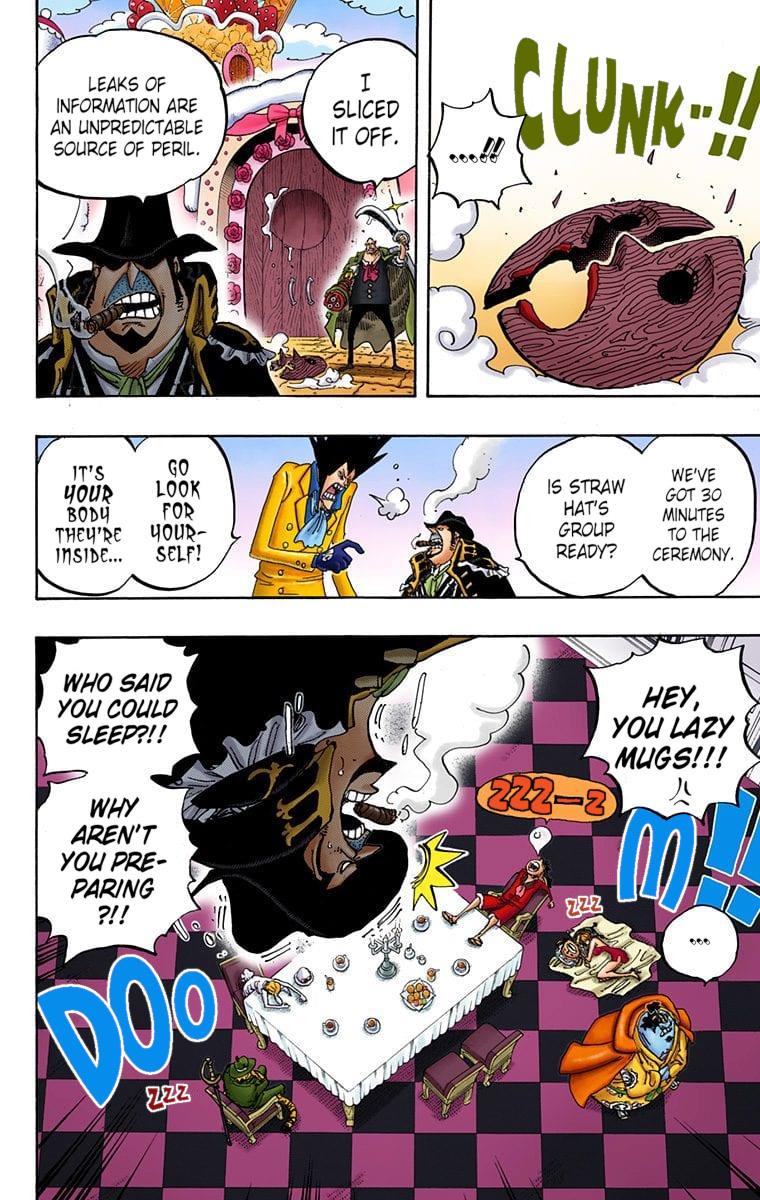 CLUNK--!!
...!!
I
SLICED
IT OFF.
LEAKS OF
INFORMATION ARE
AN UNPREDICTABLE
SOURCE OF PERIL.
WE'VE
GOT 30
MINUTES
TO THE
CEREMONY.
IS STRAW
HAT'S
GROUP
READY?
GO
LOOK
FOR
YOUR-
SELF!
IT'S
YOUR
BODY
THEY'RE
INSIDE...
HEY,
YOU LAZY
MUGS!!!
WHO SAID
YOU COULD
SLEEP?!!
WHY
AREN'T
YOU PRE-
PARING
?!!
ZZZ—Z
ZZZ
...
DOOM!!
ZZZ